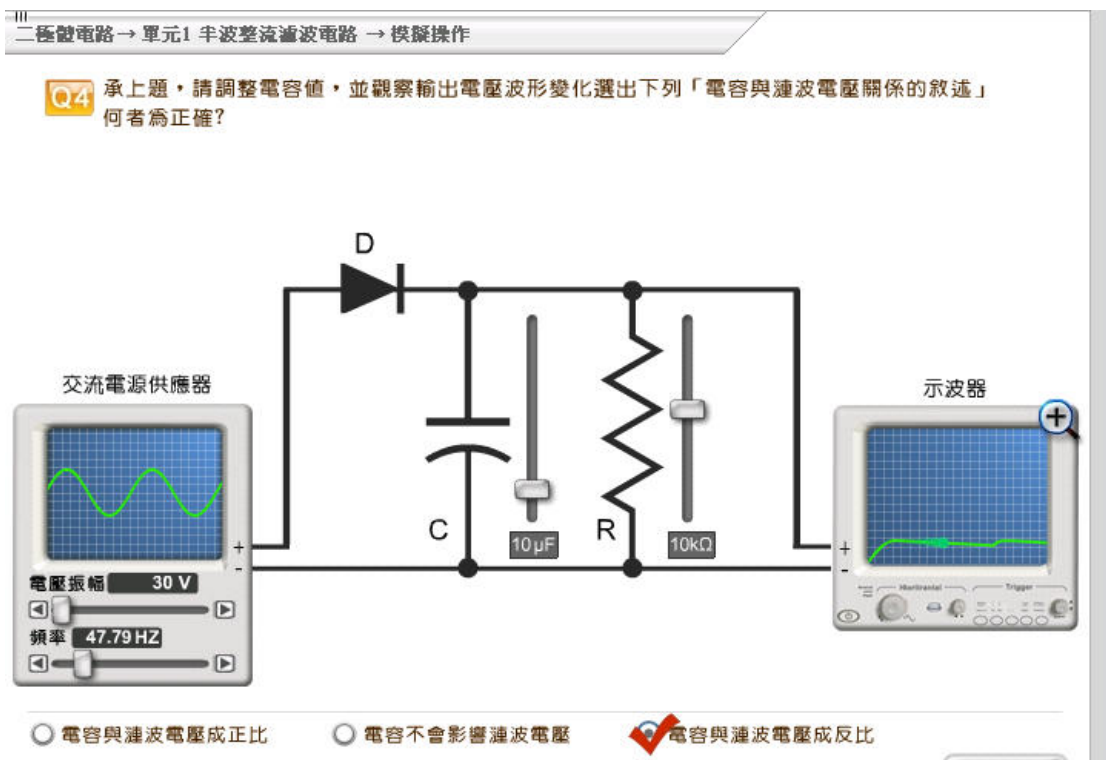 二極體電路→ 單元1 半波整流濾波電路 → 模擬操作
Q4 承上題，請調整電容值，並觀察輸出電壓波形變化選出下列「電容與漣波電壓關係的敘述」
何者為正確?
D
交流電源供應器
示波器
C
10μF
R
10kΩ
+
-
+
-
電壓振幅 30 V
頻率 47.79 HZ
Horizontal
Trigger
電容與漣波電壓成正比
電容不會影響漣波電壓
電容與漣波電壓成反比